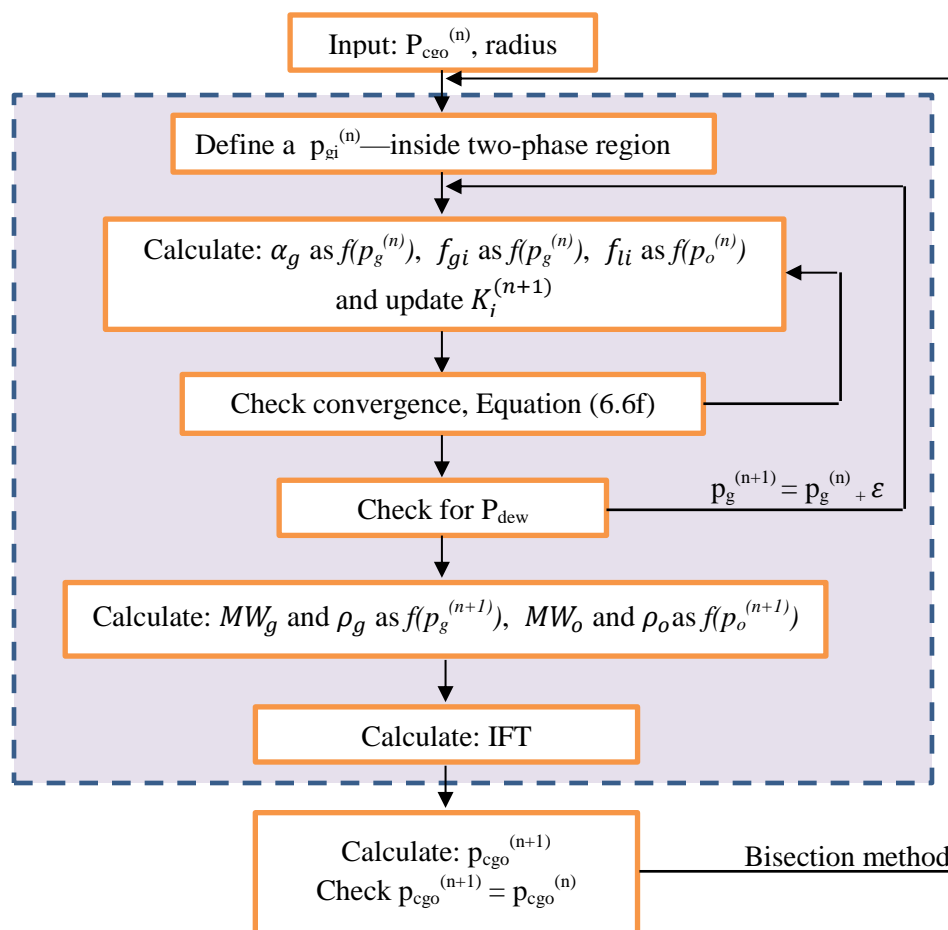 Input: P_cgo^(n), radius
Define a p_gi^(n)—inside two-phase region
Calculate: α_g as f(p_g^(n)), f_gi as f(p_g^(n)), f_li as f(p_o^(n))
and update K_i^(n+1)
Check convergence, Equation (6.6f)
Check for P_dew
p_g^(n+1) = p_g^(n) + ε
Calculate: MW_g and ρ_g as f(p_g^(n+1)), MW_o and ρ_o as f(p_o^(n+1))
Calculate: IFT
Calculate: p_cgo^(n+1)
Check p_cgo^(n+1) = p_cgo^(n)
Bisection method